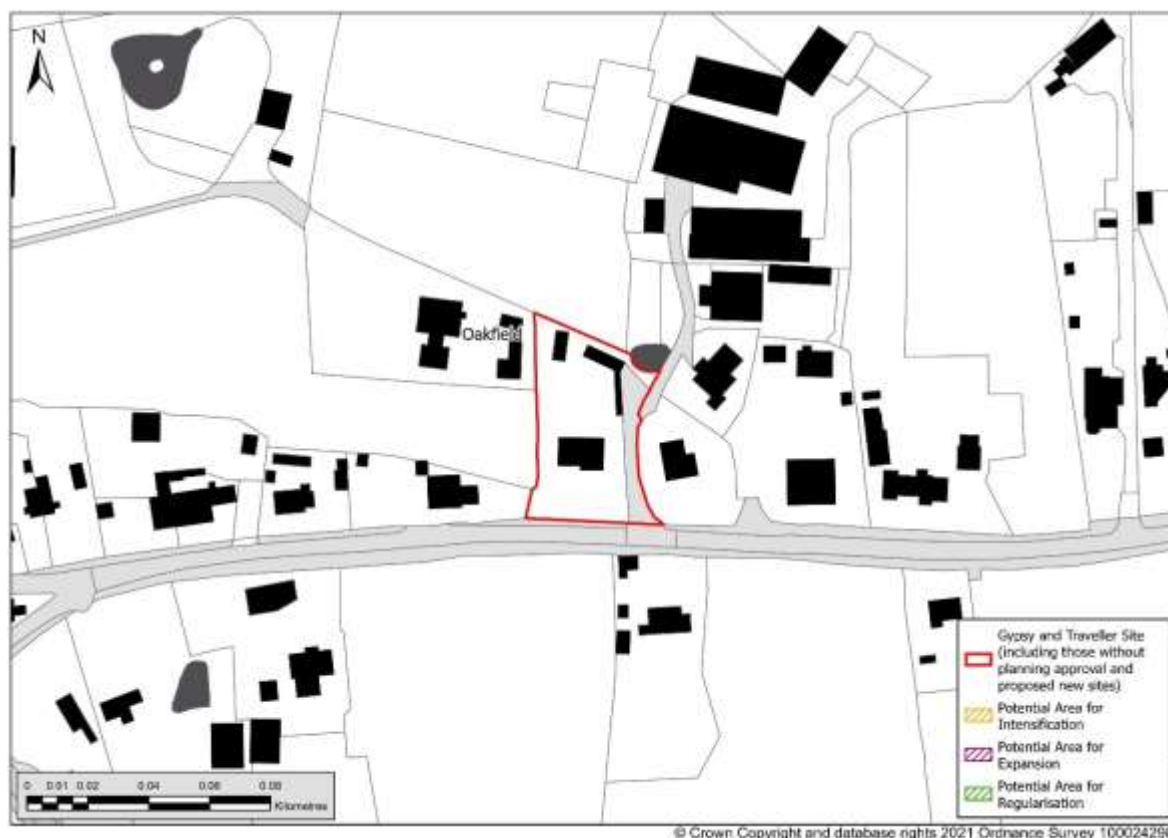 N
Oakfield
Gypsy and Traveller Site
(including those without
planning approval and
proposed new sites)
Potential Area for
Intensification
Potential Area for
Expansion
Potential Area for
Regularisation
0 0.01 0.02 0.04 0.06 0.08
Kilometres
© Crown Copyright and database rights 2021 Ordnance Survey